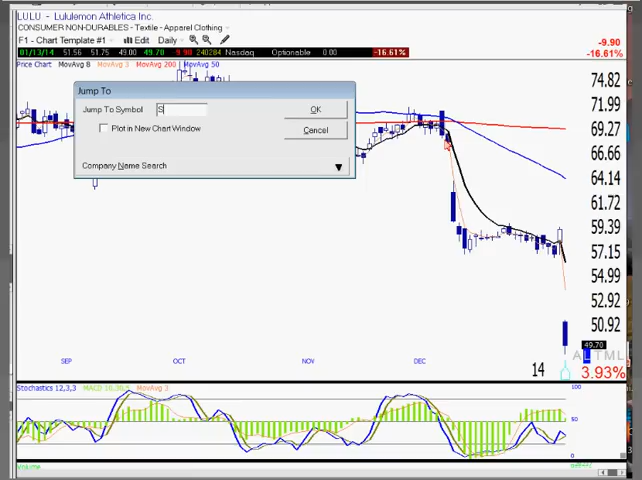 LULU - Lululemon Athletica Inc.
CONSUMER NON-DURABLES - Textile - Apparel Clothing
F1 - Chart Template #1 Edit Daily
01/13/14 51.56 51.75 49.00 49.70 -9.90 240284 Nasdaq Optionable 0.00 -16.61%
-9.90
-16.61%
Price Chart MovAvg 8 MovAvg 3 MovAvg 200 MovAvg 50
Jump To
Jump To Symbol S
OK
Plot in New Chart Window
Cancel
Company Name Search
74.82
71.99
69.27
66.66
64.14
61.72
59.39
57.15
54.99
52.92
50.92
49.70
SEP OCT NOV DEC
14
3.93%
Stochastics 12,3,3 MovAvg 3
100
50
Volume